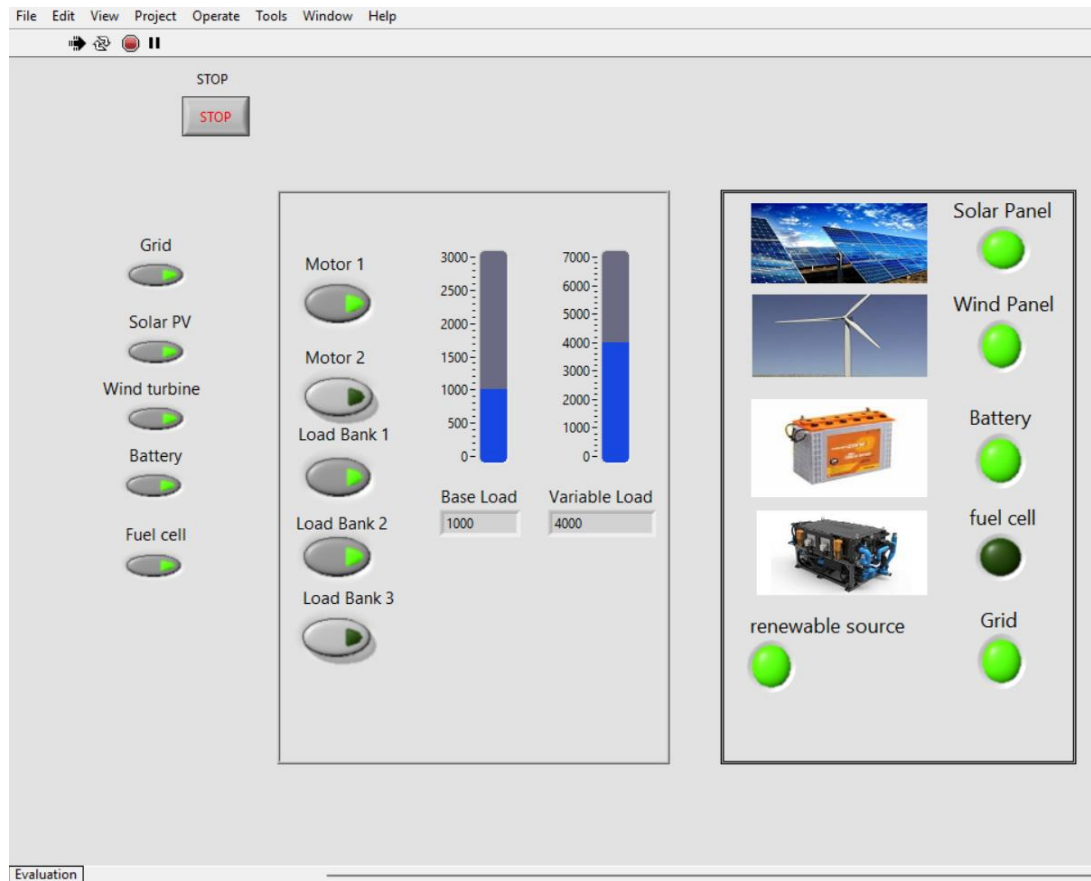 File Edit View Project Operate Tools Window Help
STOP
STOP
Grid
Solar PV
Wind turbine
Battery
Fuel cell
Motor 1
Motor 2
Load Bank 1
Load Bank 2
Load Bank 3
3000
2500
2000
1500
1000
500
0
Base Load
1000
7000
6000
5000
4000
3000
2000
1000
0
Variable Load
4000
Solar Panel
Wind Panel
Battery
fuel cell
renewable source
Grid
Evaluation